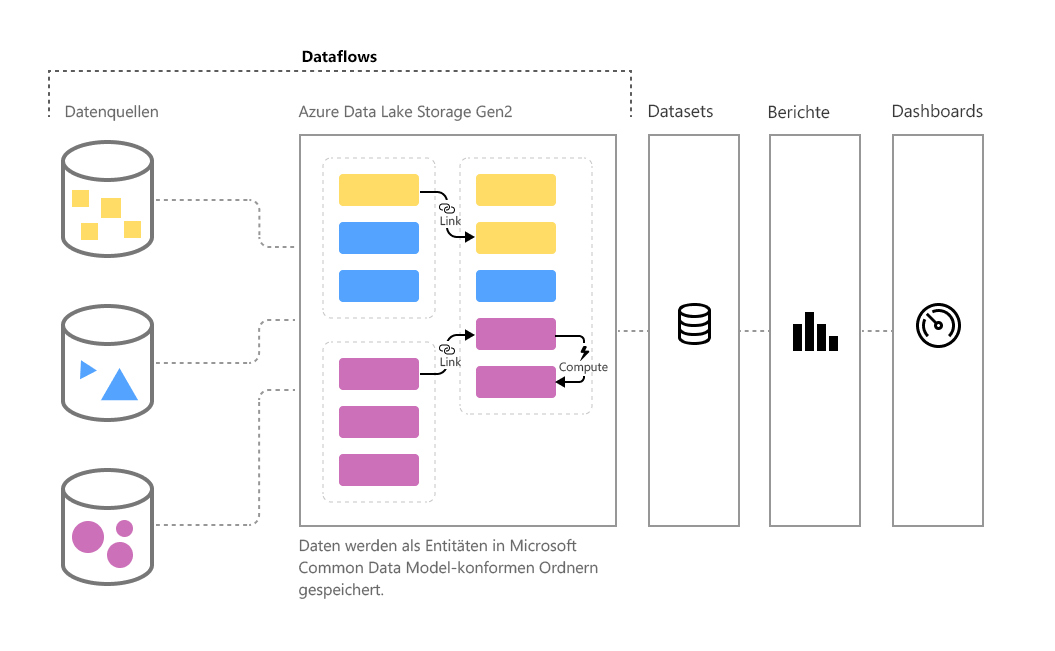 Dataflows
Datenquellen
Azure Data Lake Storage Gen2
Datasets
Berichte
Dashboards
Link
Link
Compute
Daten werden als Entitäten in Microsoft
Common Data Model-konformen Ordnern
gespeichert.